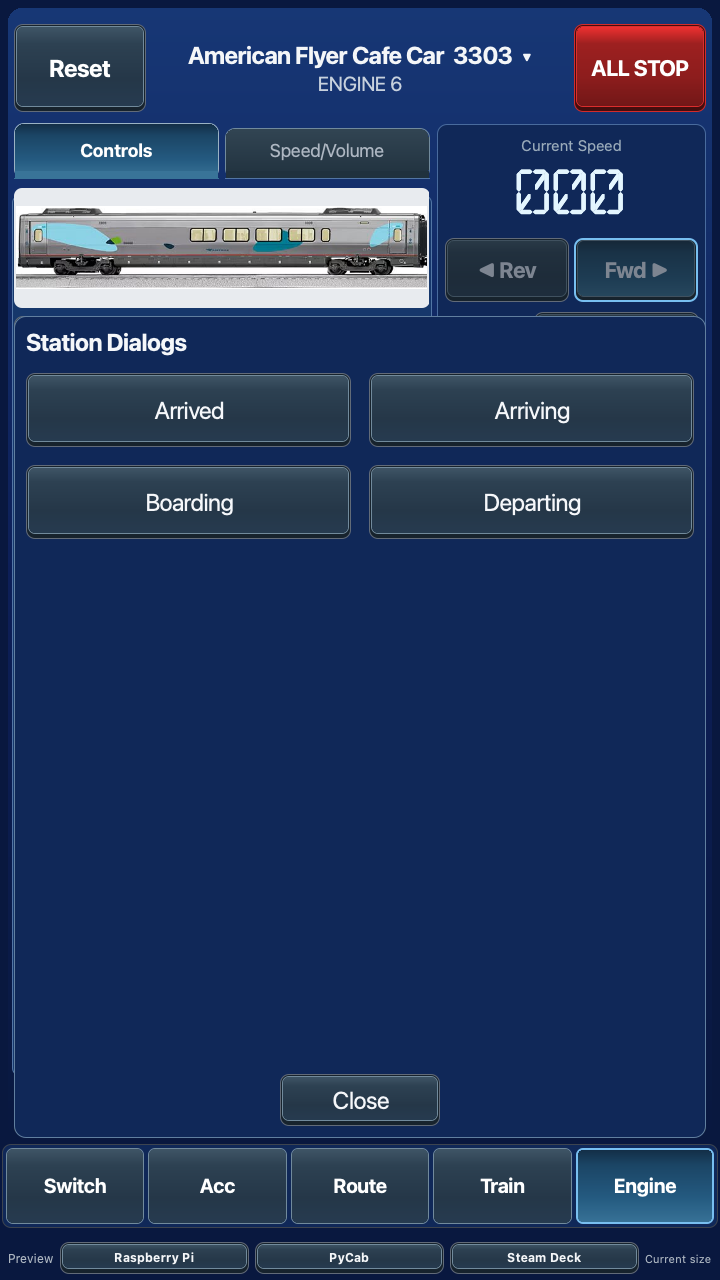 Reset
American Flyer Cafe Car 3303 ▼
ENGINE 6
ALL STOP
Controls
Speed/Volume
Current Speed
000
◀ Rev
Fwd ▶
Station Dialogs
Arrived
Arriving
Boarding
Departing
Close
Switch
Acc
Route
Train
Engine
Preview
Raspberry Pi
PyCab
Steam Deck
Current size